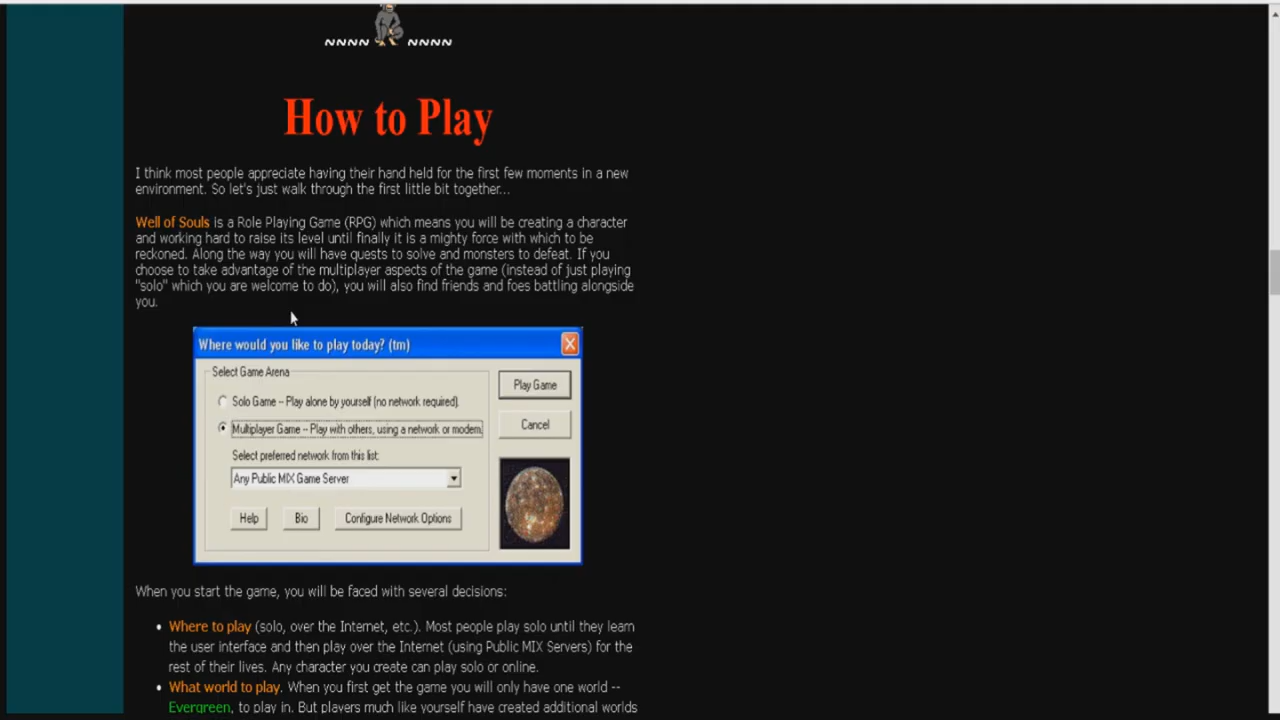 ~~~~ ~~~~
How to Play
I think most people appreciate having their hand held for the first few moments in a new
environment. So let's just walk through the first little bit together...
Well of Souls is a Role Playing Game (RPG) which means you will be creating a character
and working hard to raise its level until finally it is a mighty force with which to be
reckoned. Along the way you will have quests to solve and monsters to defeat. If you
choose to take advantage of the multiplayer aspects of the game (instead of just playing
"solo" which you are welcome to do), you will also find friends and foes battling alongside
you.
Where would you like to play today? (tm)
Select Game Arena
Solo Game -- Play alone by yourself (no network required).
Multiplayer Game -- Play with others, using a network or modem.
Select preferred network from this list:
Any Public MIX Game Server
Help Bio Configure Network Options
Play Game
Cancel
When you start the game, you will be faced with several decisions:
• Where to play (solo, over the Internet, etc.). Most people play solo until they learn
the user interface and then play over the Internet (using Public MIX Servers) for the
rest of their lives. Any character you create can play solo or online.
• What world to play. When you first get the game you will only have one world --
Evergreen, to play in. But players much like yourself have created additional worlds